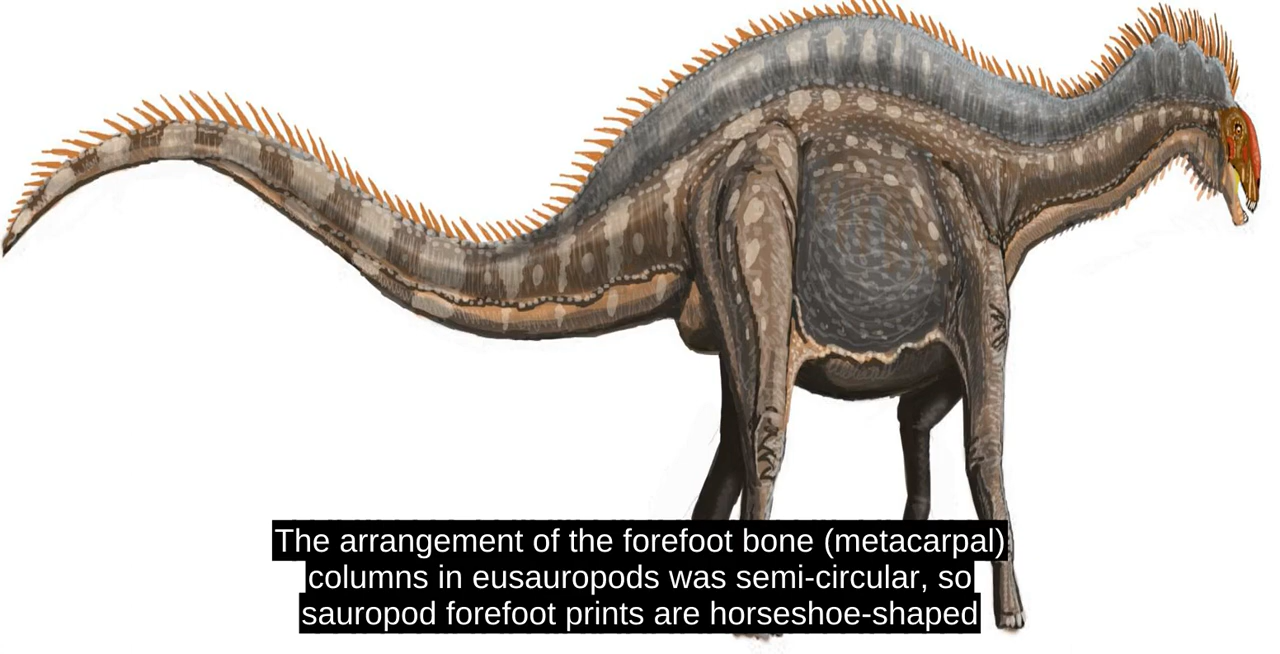 The arrangement of the forefoot bone (metacarpal)
columns in eusauropods was semi-circular, so
sauropod forefoot prints are horseshoe-shaped